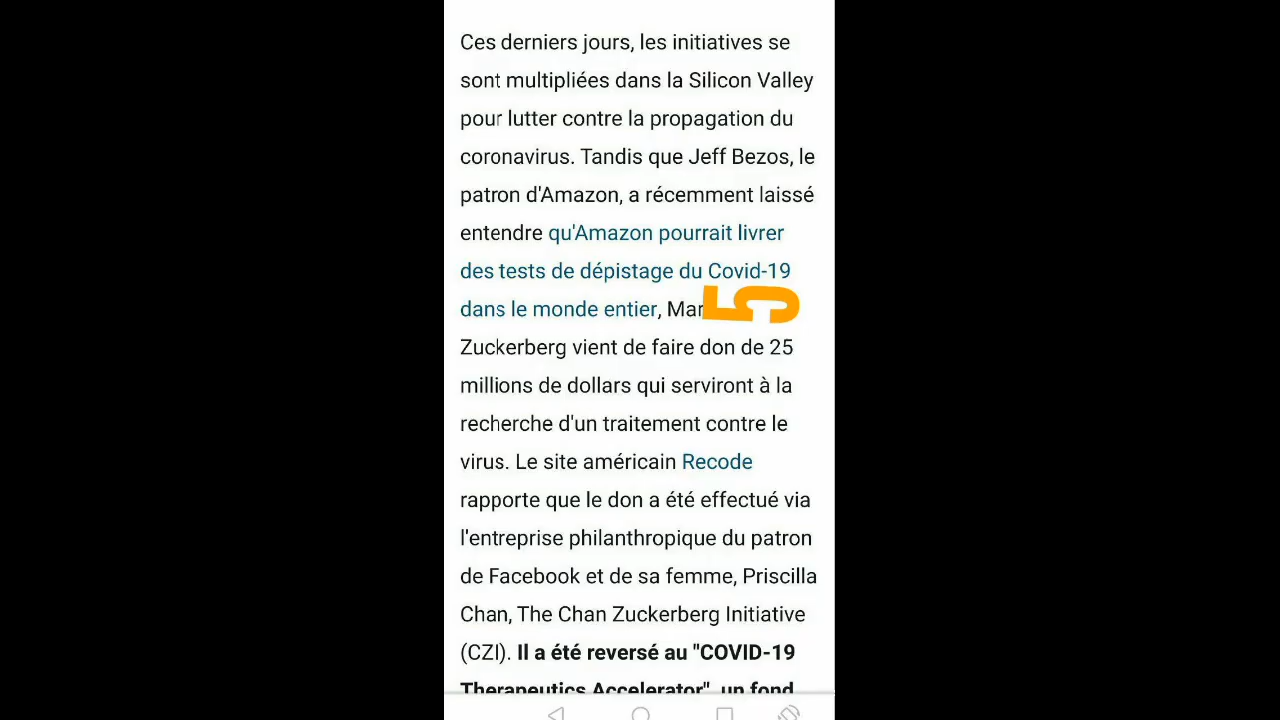 Ces derniers jours, les initiatives se
sont multipliées dans la Silicon Valley
pour lutter contre la propagation du
coronavirus. Tandis que Jeff Bezos, le
patron d'Amazon, a récemment laissé
entendre qu'Amazon pourrait livrer
des tests de dépistage du Covid-19
dans le monde entier,
5
Zuckerberg vient de faire don de 25
millions de dollars qui serviront à la
recherche d'un traitement contre le
virus. Le site américain Recode
rapporte que le don a été effectué via
l'entreprise philanthropique du patron
de Facebook et de sa femme, Priscilla
Chan, The Chan Zuckerberg Initiative
(CZI). Il a été reversé au "COVID-19
Therapeutics Accelerator", un fond